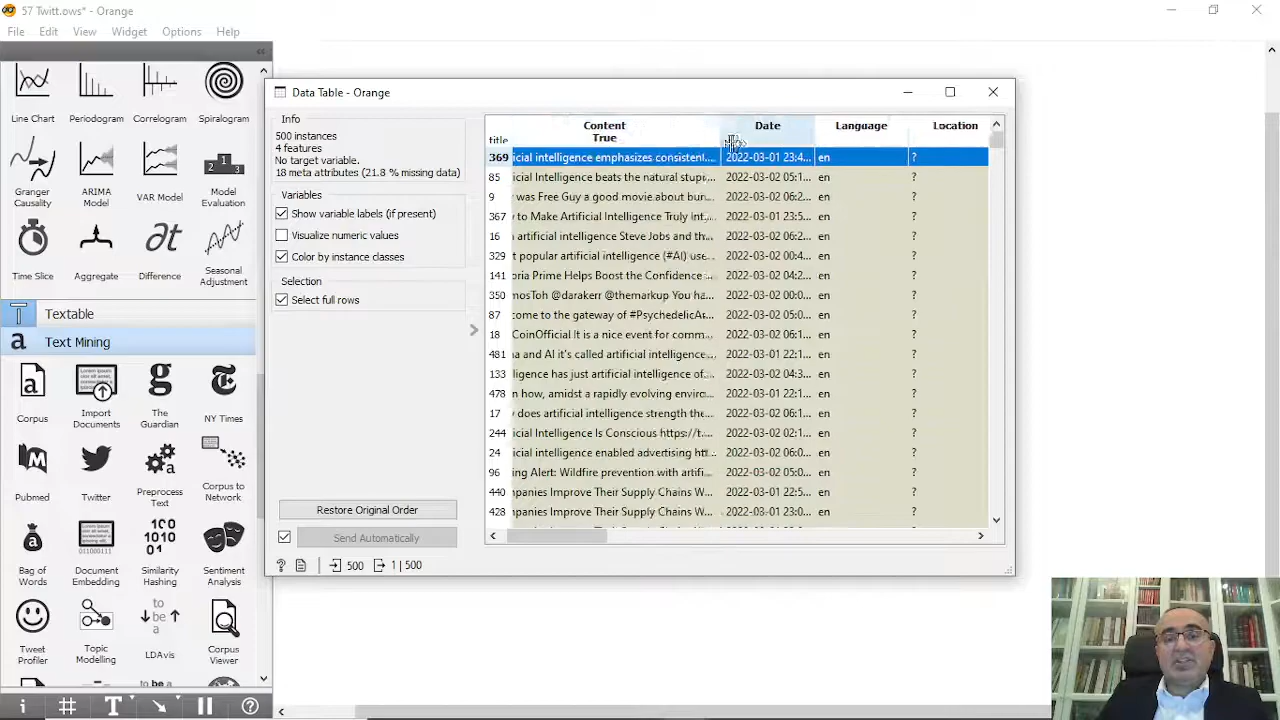 57 Twitt.ows* - Orange
File Edit View Widget Options Help
Line Chart Periodogram Correlogram Spiralogram
Granger Causality
ARIMA Model
VAR Model
Model Evaluation
Time Slice Aggregate Difference
Seasonal Adjustment
Textable
Text Mining
Corpus
Import Documents
The Guardian
NY Times
Pubmed Twitter
Preprocess Text
Corpus to Network
Bag of Words
Document Embedding
Similarity Hashing
Sentiment Analysis
Tweet Profiler
Topic Modelling
LDAvis
Corpus Viewer
Data Table - Orange
Info
500 instances
4 features
No target variable.
18 meta attributes (21.8 % missing data)
Variables
Show variable labels (if present)
Visualize numeric values
Color by instance classes
Selection
Select full rows
Restore Original Order
Send Automatically
500 1 | 500
Content Date Language Location
title True
369 icial intelligence emphasizes consistenl... 2022-03-01 23:4... en ?
85 icial Intelligence beats the natural stupi... 2022-03-02 05:1... en ?
9 was Free Guy a good movie about bun... 2022-03-02 06:2... en ?
367 to Make Artificial Intelligence Truly Int... 2022-03-01 23:5... en ?
16 artificial intelligence Steve Jobs and th... 2022-03-02 06:2... en ?
329 t popular artificial intelligence (#AI) use... 2022-03-02 00:4... en ?
141 oria Prime Helps Boost the Confidence ... 2022-03-02 04:2... en ?
350 mosToh @darakerr @themarkup You ha... 2022-03-02 00:0... en ?
87 come to the gateway of #PsychedelicAr... 2022-03-02 05:0... en ?
18 CoinOfficial It is a nice event for comm... 2022-03-02 06:1... en ?
481 a and AI it's called artificial intelligence... 2022-03-01 22:1... en ?
133 ligence has just artificial intelligence of... 2022-03-02 04:3... en ?
478 n how, amidst a rapidly evolving enviro... 2022-03-01 22:1... en ?
17 does artificial intelligence strength the... 2022-03-02 06:1... en ?
244 icial Intelligence Is Conscious https://t... 2022-03-02 02:1... en ?
24 icial intelligence enabled advertising htt... 2022-03-02 06:0... en ?
96 ing Alert: Wildfire prevention with artifi... 2022-03-02 05:0... en ?
440 panies Improve Their Supply Chains W... 2022-03-01 22:5... en ?
428 panies Improve Their Supply Chains W... 2022-03-01 23:0... en ?